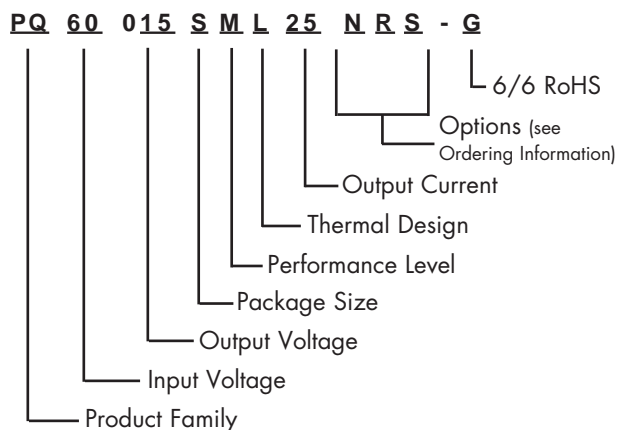 PQ 60 015 S M L 25 N R S - G
6/6 RoHS
Options (see
Ordering Information)
Output Current
Thermal Design
Performance Level
Package Size
Output Voltage
Input Voltage
Product Family